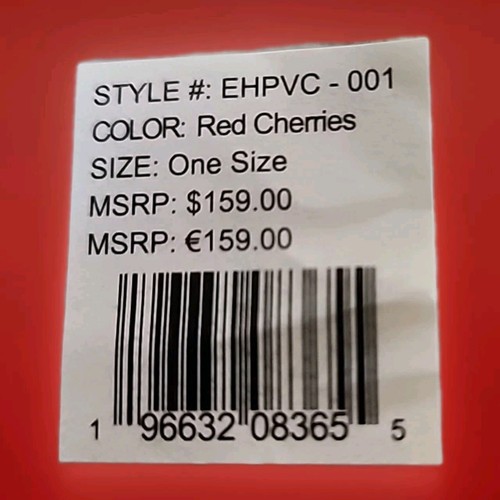 STYLE #: EHPVC - 001
COLOR: Red Cherries
SIZE: One Size
MSRP: $159.00
MSRP: €159.00
1 96632 08365 5